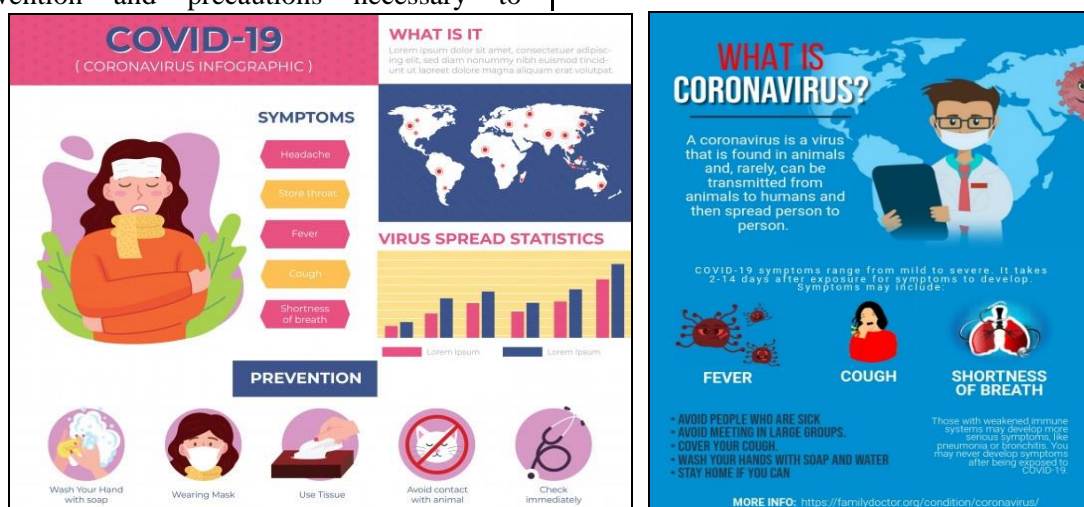 vention and precautions necessary to
COVID-19
( CORONAVIRUS INFOGRAPHIC )
WHAT IS IT
Lorem ipsum dolor sit amet, consectetuer adipisc-
ing elit, sed diam nonummy nibh euismod tincid-
unt ut laoreet dolore magna aliquam erat volutpat
SYMPTOMS
Headache
Store throat
Fever
Cough
Shortness
of breath
VIRUS SPREAD STATISTICS
Lorem Ipsum
Lorem Ipsum
PREVENTION
Wash Your Hand
with soap
Wearing Mask
Use Tissue
Avoid contact
with animal
Check
immediately
WHAT IS
CORONAVIRUS?
A coronavirus is a virus
that is found in animals
and, rarely, can be
transmitted from
animals to humans and
then spread person to
person.
COVID-19 symptoms range from mild to severe. It takes
2-14 days after exposure for symptoms to develop.
Symptoms may include:
FEVER
COUGH
SHORTNESS
OF BREATH
• AVOID PEOPLE WHO ARE SICK
• AVOID MEETING IN LARGE GROUPS.
• COVER YOUR COUGH.
• WASH YOUR HANDS WITH SOAP AND WATER
• STAY HOME IF YOU CAN
Those with weakened immune
systems may develop more
serious symptoms, like
pneumonia or bronchitis. You
may never develop symptoms
after being exposed to
COVID-19.
MORE INFO: https://familydoctor.org/condition/coronavirus/